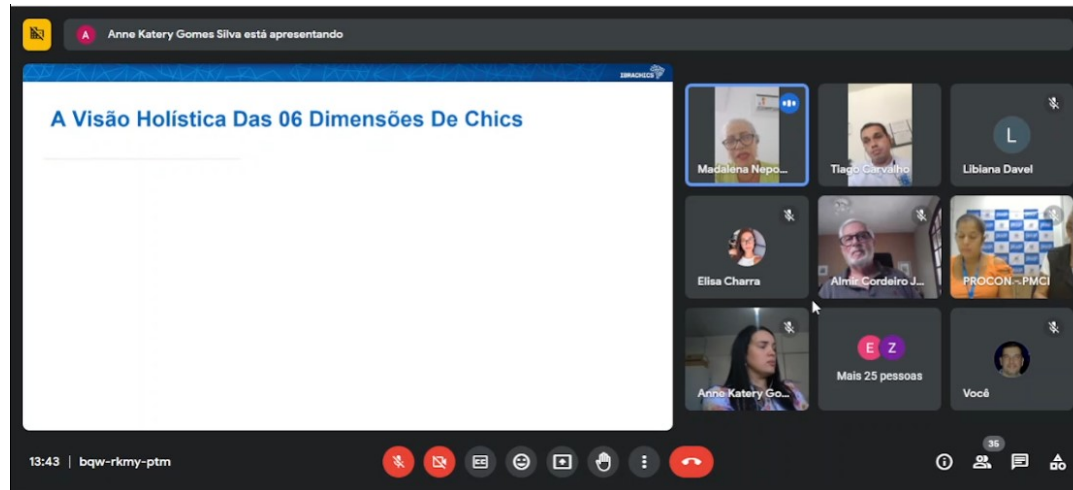 A
Anne Katery Gomes Silva está apresentando
IBRACHICS
A Visão Holística Das 06 Dimensões De Chics
Madalena Nepo...
Tiago Carvalho
L
Libiana Davel
Elisa Charra
Almir Cordeiro J...
PROCON - PMCI
Anne Katery Go...
E Z
Mais 25 pessoas
Você
13:43 | bqw-rkmy-ptm
35